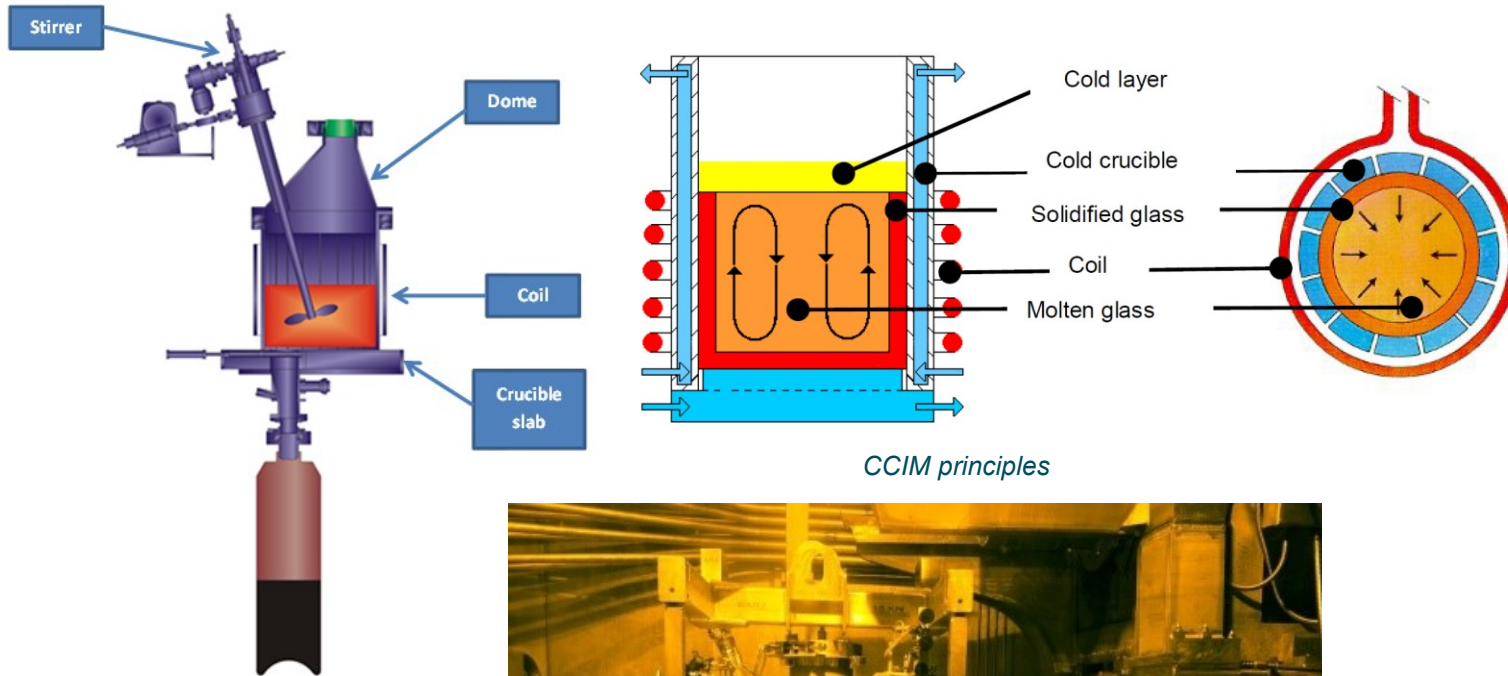 Stirrer
Dome
Coil
Crucible
slab
Cold layer
Cold crucible
Solidified glass
Coil
Molten glass
CCIM principles